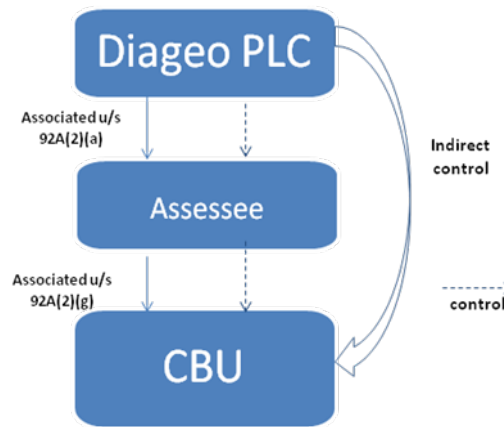 Diageo PLC
Associated u/s
92A(2)(a)
Indirect
control
Assessee
Associated u/s
92A(2)(g)
control
CBU